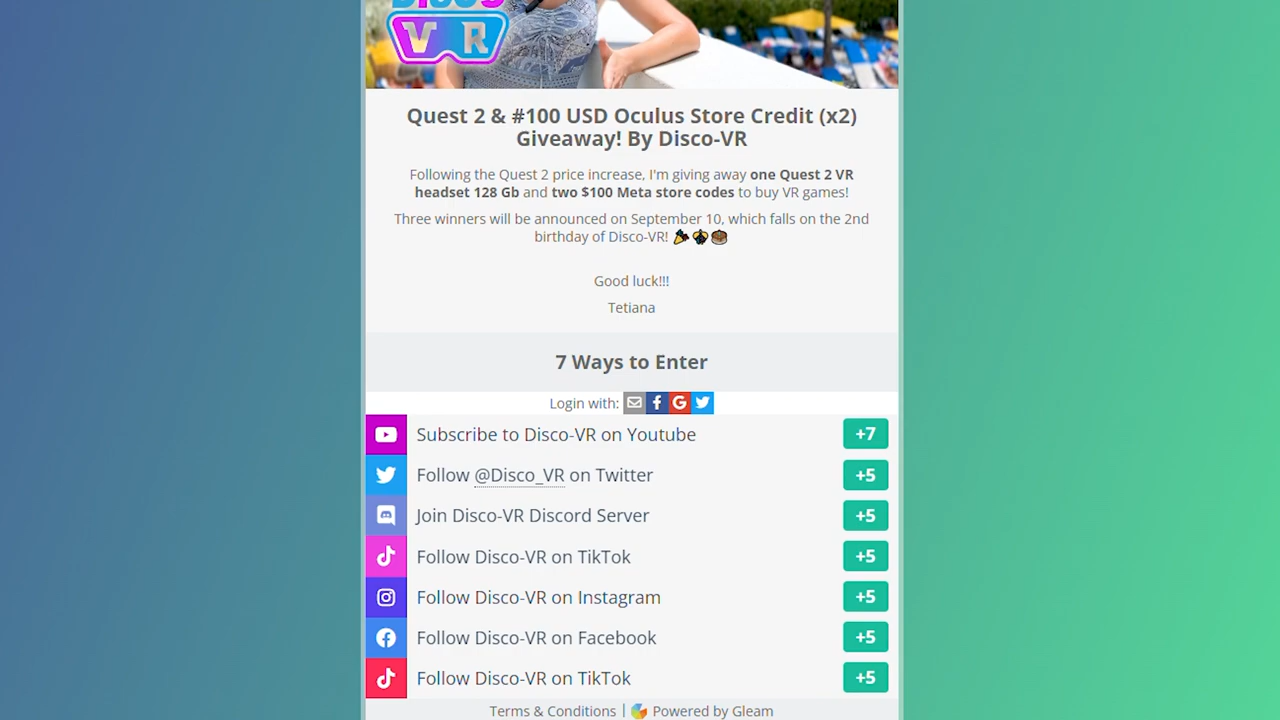 VR
Quest 2 & #100 USD Oculus Store Credit (x2)
Giveaway! By Disco-VR
Following the Quest 2 price increase, I'm giving away one Quest 2 VR
headset 128 Gb and two $100 Meta store codes to buy VR games!
Three winners will be announced on September 10, which falls on the 2nd
birthday of Disco-VR!
Good luck!!!
Tetiana
7 Ways to Enter
Login with:
Subscribe to Disco-VR on Youtube +7
Follow @Disco_VR on Twitter +5
Join Disco-VR Discord Server +5
Follow Disco-VR on TikTok +5
Follow Disco-VR on Instagram +5
Follow Disco-VR on Facebook +5
Follow Disco-VR on TikTok +5
Terms & Conditions | Powered by Gleam